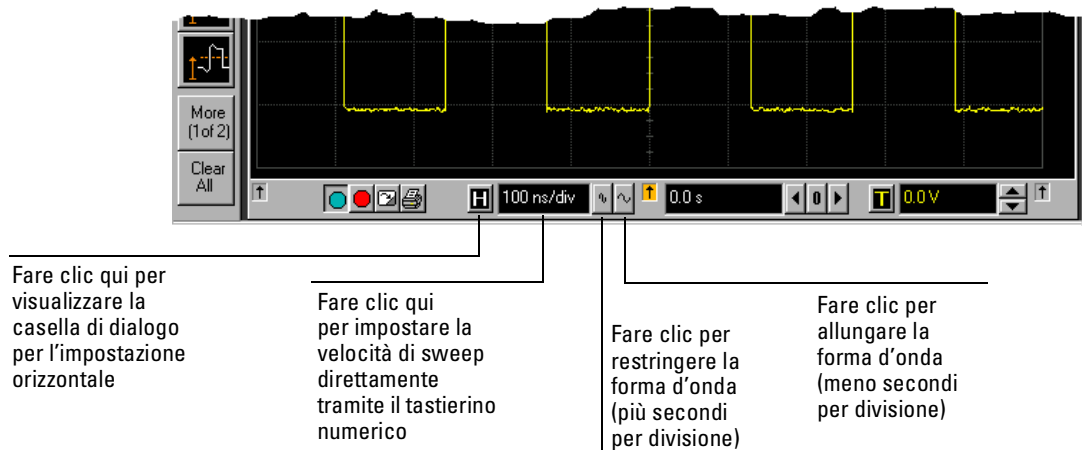 More
(1of 2)
Clear
All
H
100 ns/div
0.0 s
0
T
0.0 V
Fare clic qui per
visualizzare la
casella di dialogo
per l'impostazione
orizzontale
Fare clic qui
per impostare la
velocità di sweep
direttamente
tramite il tastierino
numerico
Fare clic per
restringere la
forma d'onda
(più secondi
per divisione)
Fare clic per
allungare la
forma d'onda
(meno secondi
per divisione)